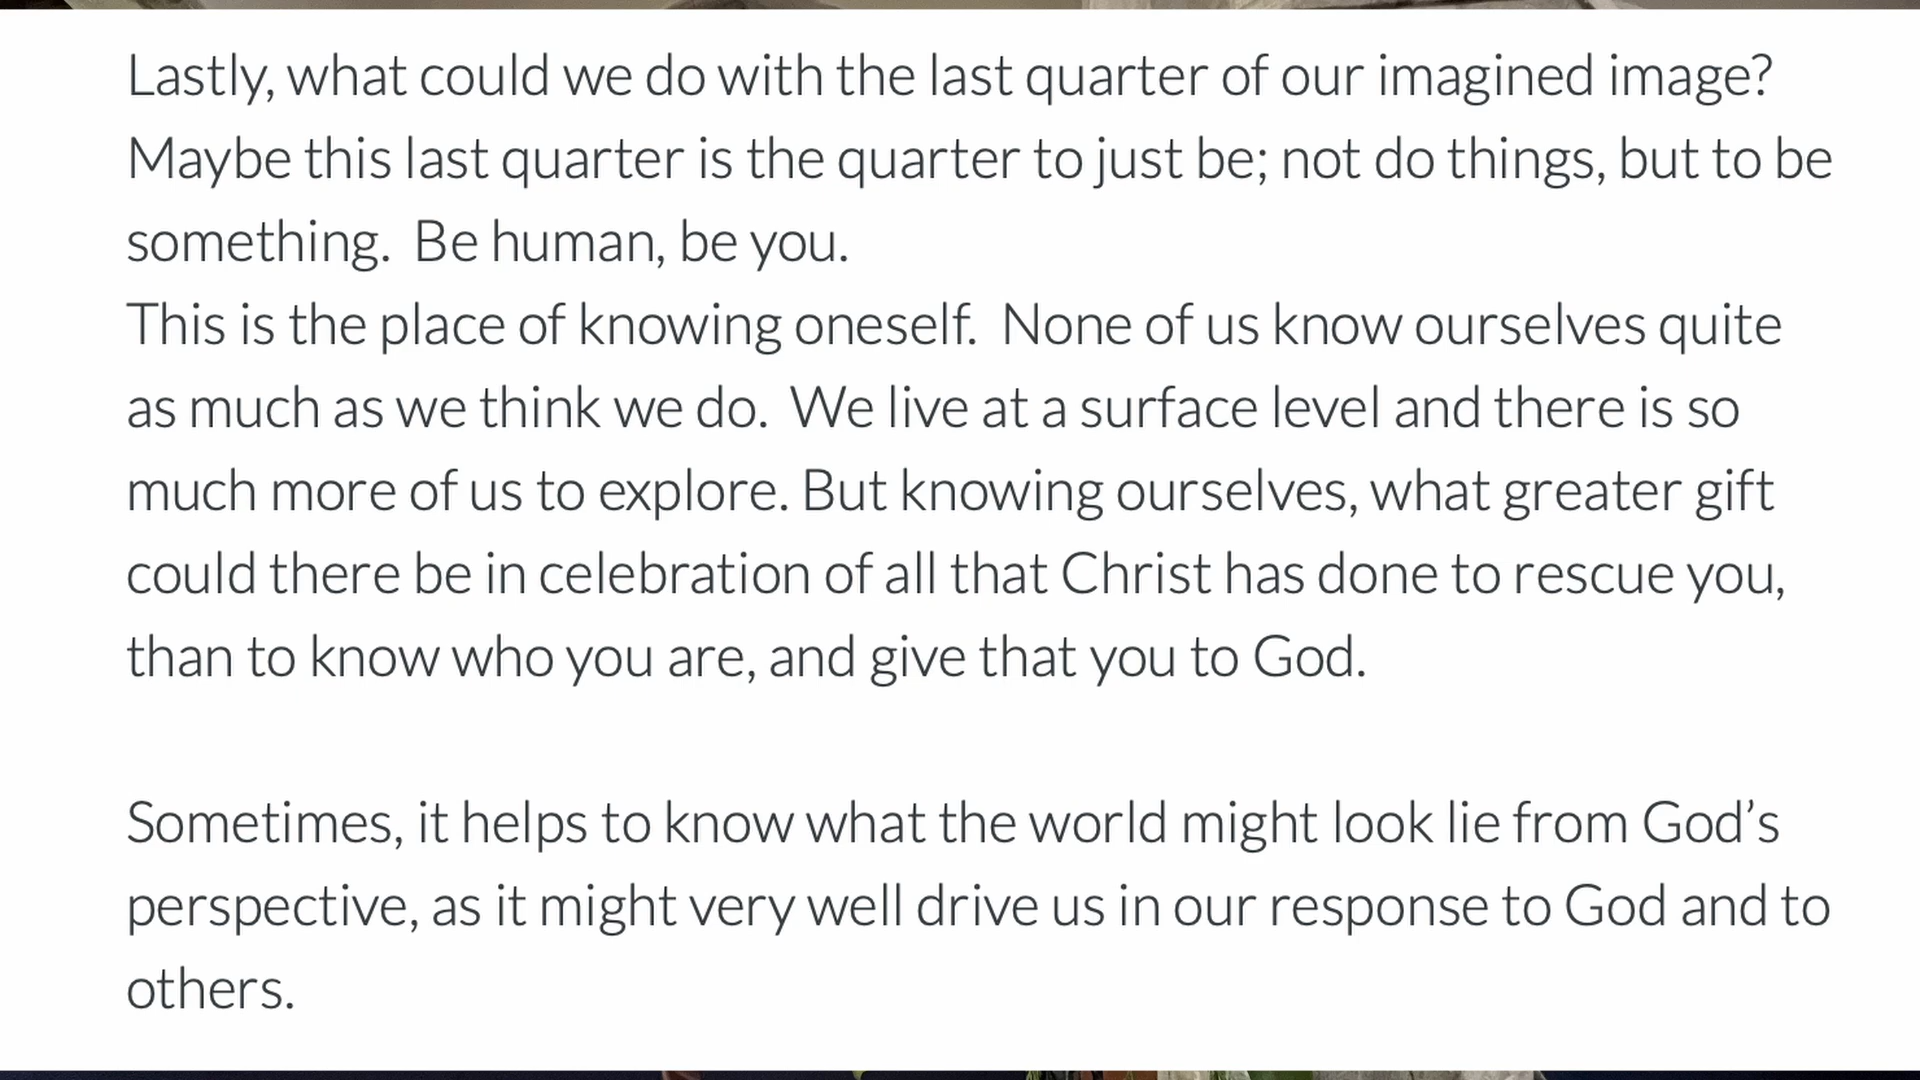 Lastly, what could we do with the last quarter of our imagined image?
Maybe this last quarter is the quarter to just be; not do things, but to be
something.  Be human, be you.
This is the place of knowing oneself.  None of us know ourselves quite
as much as we think we do.  We live at a surface level and there is so
much more of us to explore. But knowing ourselves, what greater gift
could there be in celebration of all that Christ has done to rescue you,
than to know who you are, and give that you to God.
Sometimes, it helps to know what the world might look lie from God’s
perspective, as it might very well drive us in our response to God and to
others.